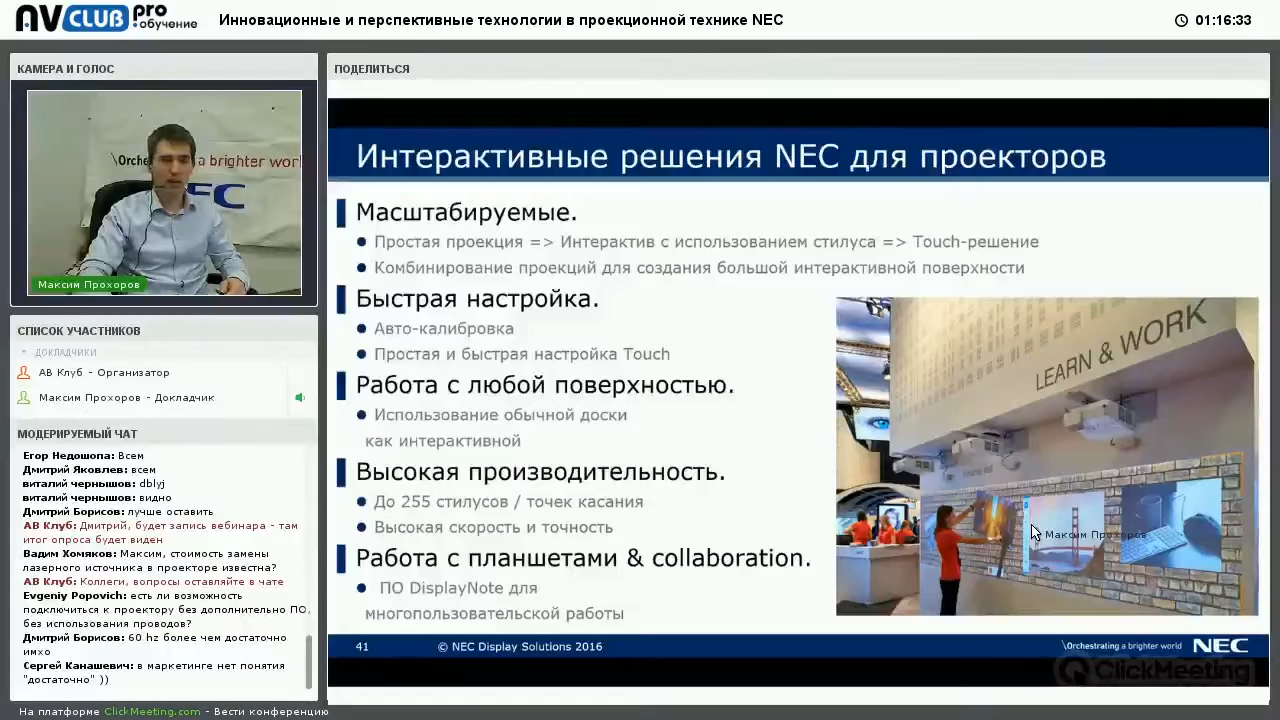 AV CLUB pro
:обучение
Инновационные и перспективные технологии в проекционной технике NEC
01:16:33
КАМЕРА И ГОЛОС
\Orche
a brighter worl
EC
Максим Прохоров
СПИСОК УЧАСТНИКОВ
ДОКЛАДЧИКИ
АВ Клуб - Организатор
Максим Прохоров - Докладчик
МОДЕРИРУЕМЫЙ ЧАТ
Егор Недошопа: Всем
Дмитрий Яковлев: всем
виталий чернышов: dblyj
виталий чернышов: видно
Дмитрий Борисов: лучше оставить
АВ Клуб: Дмитрий, будет запись вебинара - там
итог опроса будет виден
Вадим Хомяков: Максим, стоимость замены
лазерного источника в проекторе известна?
АВ Клуб: Коллеги, вопросы оставляйте в чате
Evgeniy Popovich: есть ли возможность
подключиться к проектору без дополнительно ПО,
без использования проводов?
Дмитрий Борисов: 60 hz более чем достаточно
имхо
Сергей Канашевич: в маркетинге нет понятия
"достаточно" ))
На платформе ClickMeeting.com - Вести конференцию
ПОДЕЛИТЬСЯ
Интерактивные решения NEC для проекторов
Масштабируемые.
Простая проекция => Интерактив с использованием стилуса => Touch-решение
Комбинирование проекций для создания большой интерактивной поверхности
Быстрая настройка.
Авто-калибровка
Простая и быстрая настройка Touch
Работа с любой поверхностью.
Использование обычной доски
как интерактивной
Высокая производительность.
До 255 стилусов / точек касания
Высокая скорость и точность
Работа с планшетами & collaboration.
ПО DisplayNote для
многопользовательской работы
LEARN & WORK
Максим Прохоров
41
© NEC Display Solutions 2016
\Orchestrating a brighter world
NEC
ClickMeeting